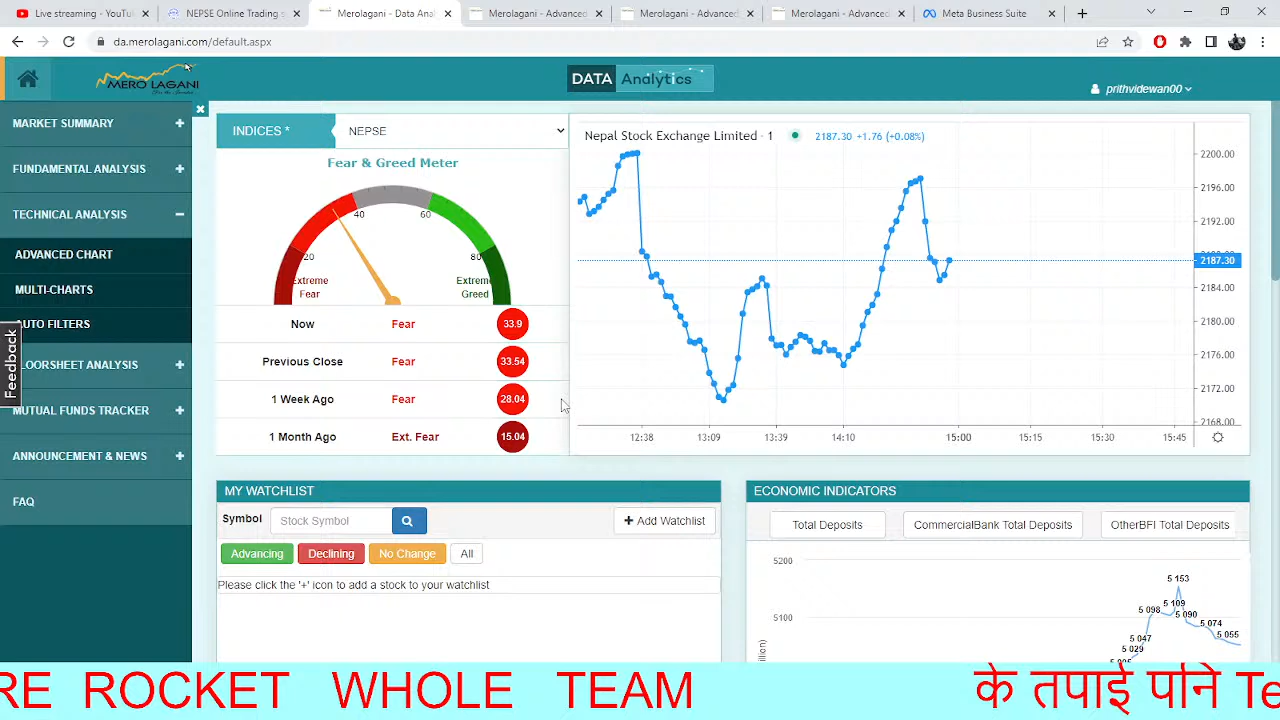 Live streaming - YouTu
NEPSE Online Trading s
Merolagani - Data Anal
Merolagani - Advanced
Merolagani - Advanced
Merolagani - Advanced
Meta Business Suite
da.merolagani.com/default.aspx
MERO LAGANI
DATA Analytics
prithvidewan00
MARKET SUMMARY +
FUNDAMENTAL ANALYSIS +
TECHNICAL ANALYSIS −
ADVANCED CHART
MULTI-CHARTS
AUTO FILTERS
LOORSHEET ANALYSIS +
MUTUAL FUNDS TRACKER +
ANNOUNCEMENT & NEWS +
FAQ
Feedback
INDICES * NEPSE
Fear & Greed Meter
20 40 60 80
Extreme Fear
Extreme Greed
Now Fear 33.9
Previous Close Fear 33.54
1 Week Ago Fear 28.04
1 Month Ago Ext. Fear 15.04
Nepal Stock Exchange Limited · 1 2187.30 +1.76 (+0.08%)
2200.00
2196.00
2192.00
2187.30
2184.00
2180.00
2176.00
2172.00
2168.00
12:38 13:09 13:39 14:10 15:00 15:15 15:30 15:45
MY WATCHLIST
Symbol Stock Symbol + Add Watchlist
Advancing Declining No Change All
Please click the '+' icon to add a stock to your watchlist
ECONOMIC INDICATORS
Total Deposits CommercialBank Total Deposits OtherBFI Total Deposits
5200
5100
5 153
5 109
5 098
5 090
5 074
5 055
5 047
5 029
illion)
RE ROCKET WHOLE TEAM के तपाई पनि Te